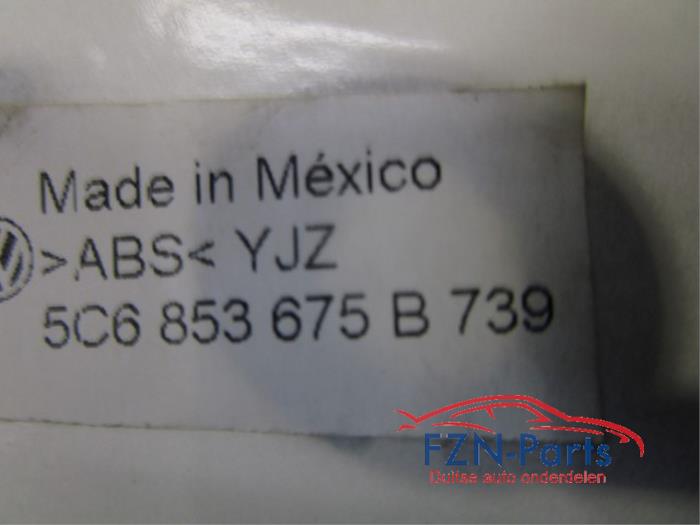 Made in México
>ABS< YJZ
5C6 853 675 B 739
FZN-Parts
Duitse auto onderdelen